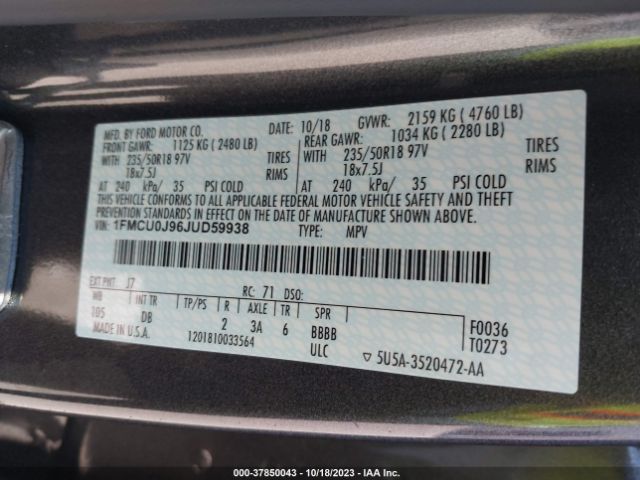 MFD. BY FORD MOTOR CO.
DATE: 10/18 GVWR: 2159 KG ( 4760 LB)
FRONT GAWR: 1125 KG ( 2480 LB) REAR GAWR: 1034 KG ( 2280 LB)
WITH 235/50R18 97V TIRES WITH 235/50R18 97V TIRES
18x7.5J RIMS 18x7.5J RIMS
AT 240 kPa/ 35 PSI COLD AT 240 kPa/ 35 PSI COLD
THIS VEHICLE CONFORMS TO ALL APPLICABLE FEDERAL MOTOR VEHICLE SAFETY AND THEFT
PREVENTION STANDARDS IN EFFECT ON THE DATE OF MANUFACTURE SHOWN ABOVE.
VIN: 1FMCU0J96JUD59938 TYPE: MPV
EXT PNT: J7 RC: 71 DSO:
WB INT TR TP/PS R AXLE TR SPR
105 DB 2 3A 6 BBBB
F0036
T0273
MADE IN U.S.A. 1201810033564 ULC ▽ 5U5A-3520472-AA
000-37850043 - 10/18/2023 - IAA Inc.